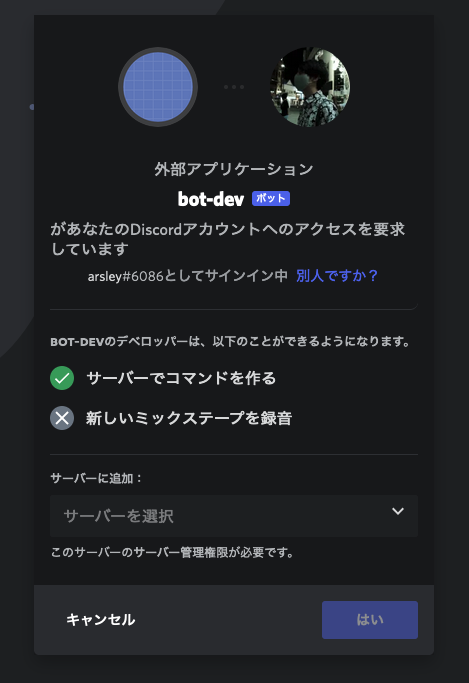 外部アプリケーション
bot-dev ボット
があなたのDiscordアカウントへのアクセスを要求
しています
arsley#6086としてサインイン中 別人ですか？
BOT-DEVのデベロッパーは、以下のことができるようになります。
サーバーでコマンドを作る
新しいミックステープを録音
サーバーに追加：
サーバーを選択
このサーバーのサーバー管理権限が必要です。
キャンセル はい